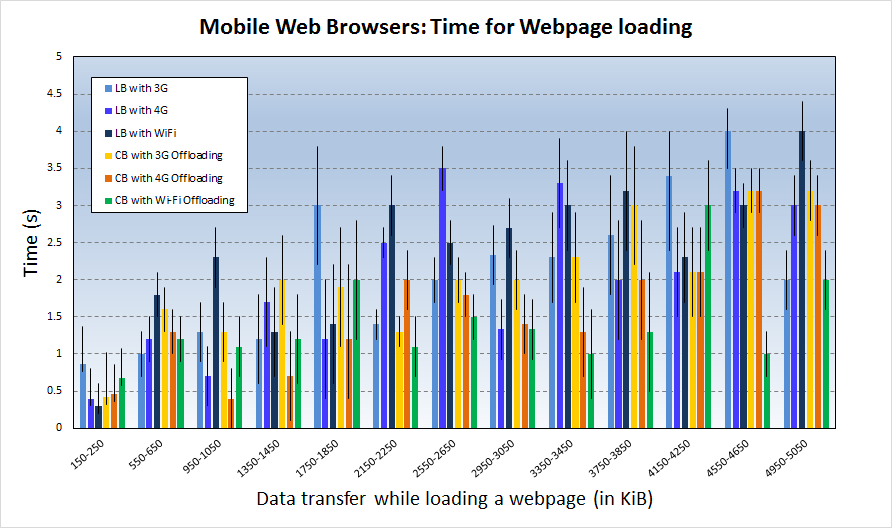 Mobile Web Browsers: Time for Webpage loading
5
4.5
4
3.5
3
2.5
2
1.5
1
0.5
0
Time (s)
LB with 3G
LB with 4G
LB with WiFi
CB with 3G Offloading
CB with 4G Offloading
CB with Wi-Fi Offloading
150-250
550-650
950-1050
1350-1450
1750-1850
2150-2250
2550-2650
2950-3050
3350-3450
3750-3850
4150-4250
4550-4650
4950-5050
Data transfer while loading a webpage (in KiB)